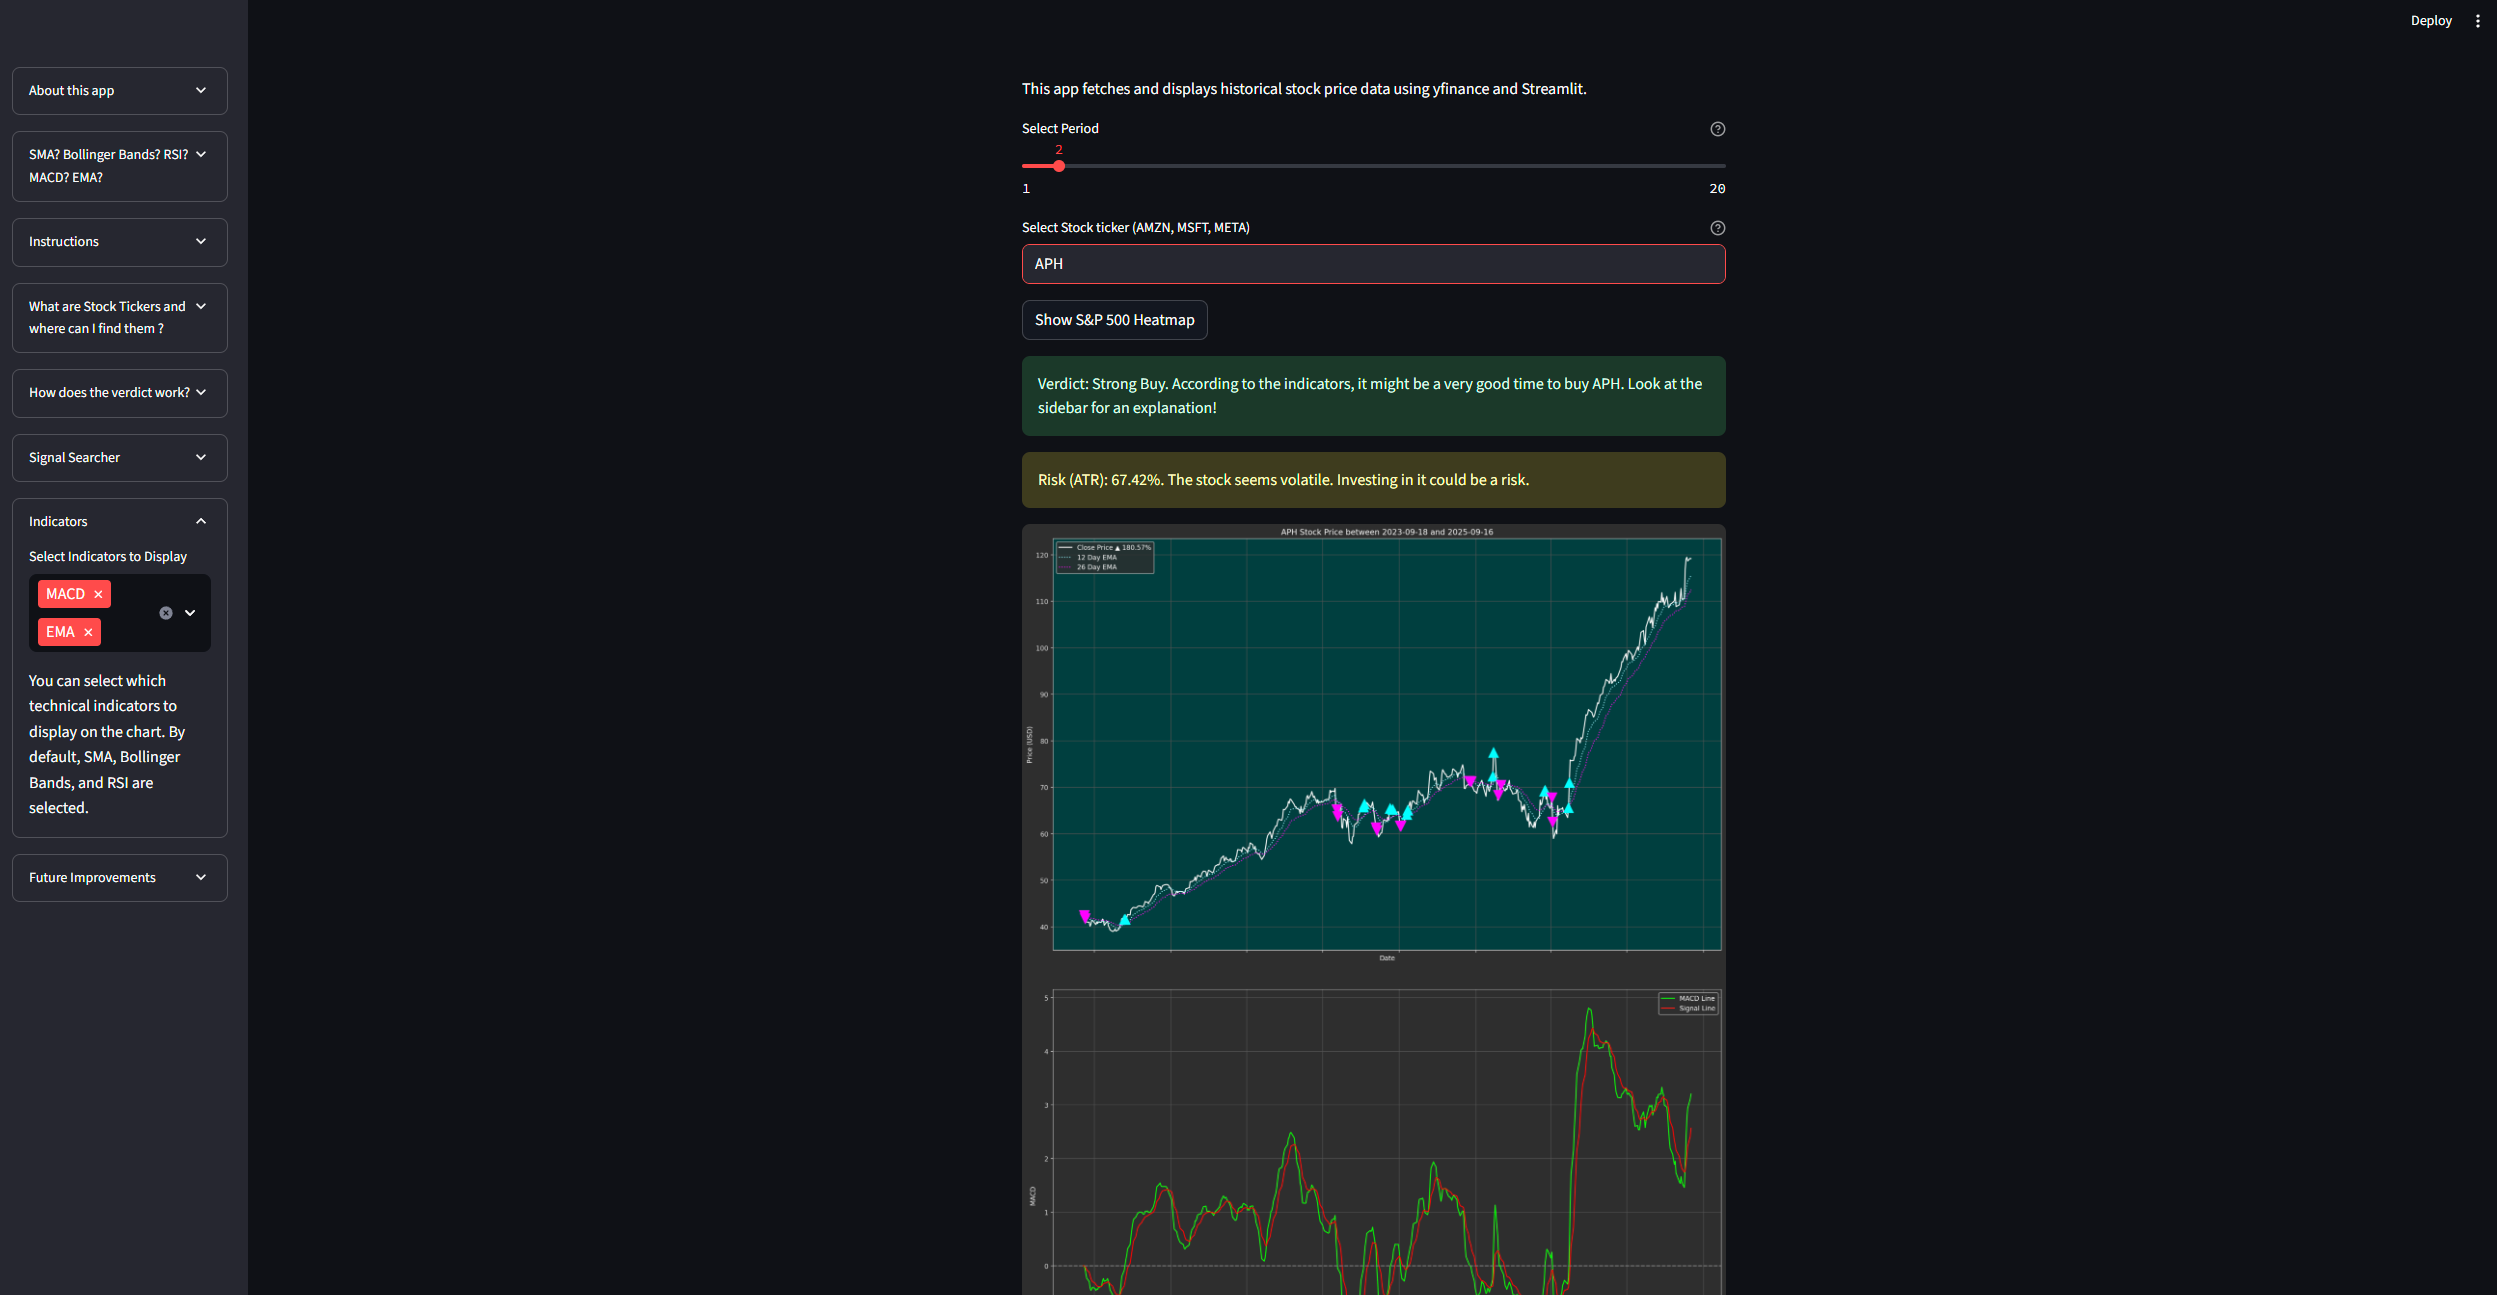 Deploy
About this app
SMA? Bollinger Bands? RSI?
MACD? EMA?
Instructions
What are Stock Tickers and
where can I find them ?
How does the verdict work?
Signal Searcher
Indicators
Select Indicators to Display
MACD
EMA
You can select which
technical indicators to
display on the chart. By
default, SMA, Bollinger
Bands, and RSI are
selected.
Future Improvements
This app fetches and displays historical stock price data using yfinance and Streamlit.
Select Period
2
1
20
Select Stock ticker (AMZN, MSFT, META)
APH
Show S&P 500 Heatmap
Verdict: Strong Buy. According to the indicators, it might be a very good time to buy APH. Look at the
sidebar for an explanation!
Risk (ATR): 67.42%. The stock seems volatile. Investing in it could be a risk.
APH Stock Price between 2023-09-18 and 2025-09-16
Close Price ▲ 180.57%
12 Day EMA
26 Day EMA
120
110
100
90
80
70
60
50
40
Price (USD)
Date
MACD Line
Signal Line
5
4
3
2
1
0
MACD